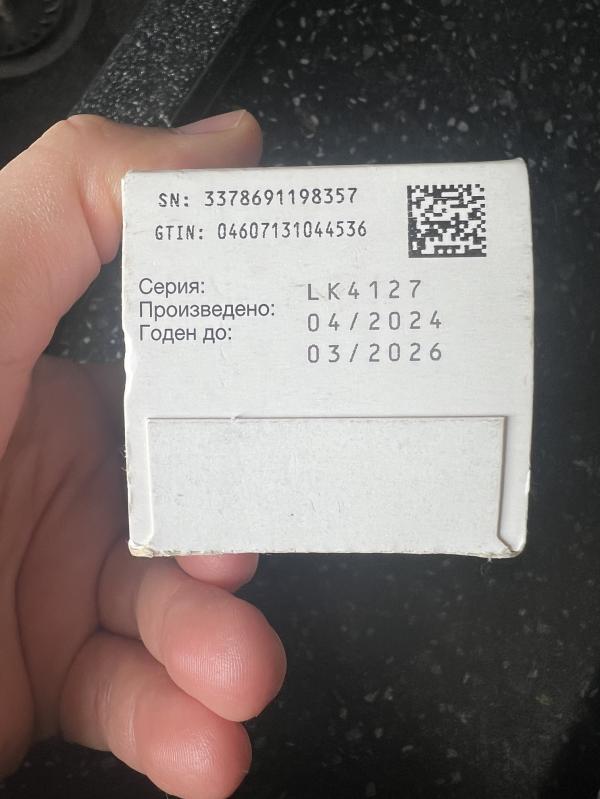 SN: 3378691198357
GTIN: 04607131044536
Серия: LK4127
Произведено: 04/2024
Годен до: 03/2026